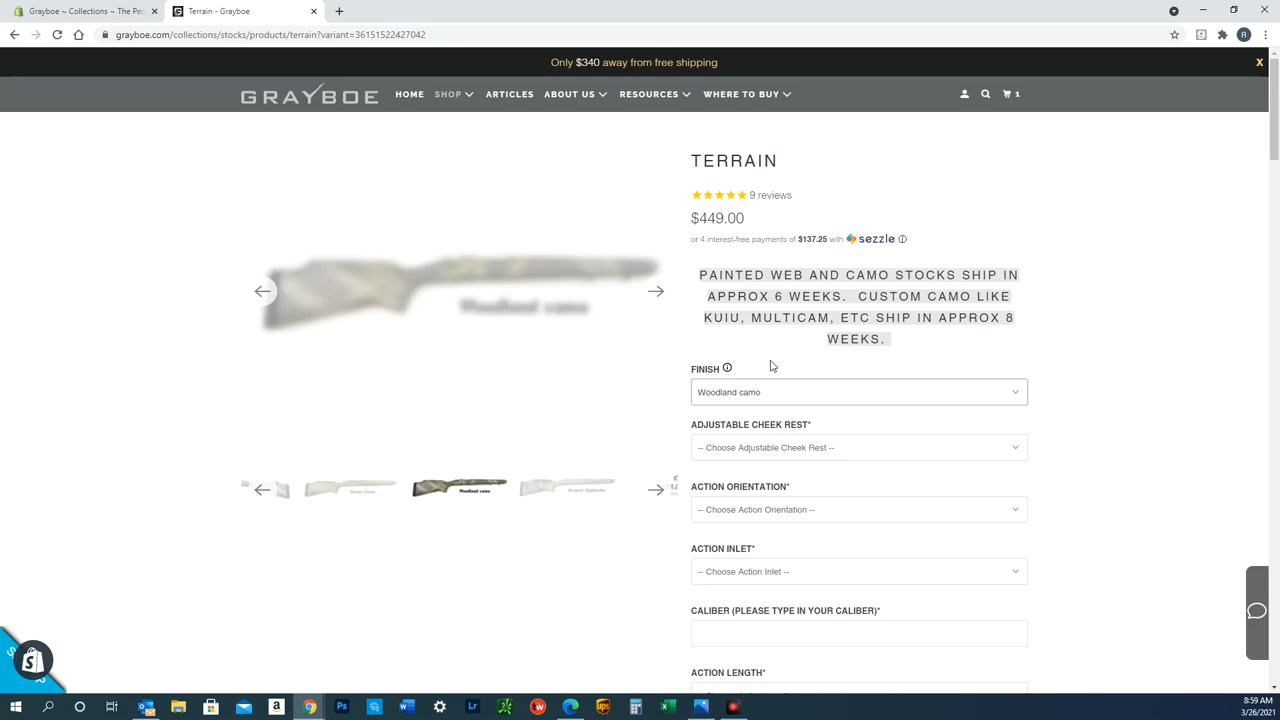 Grayboe ~ Collections ~ The Pe
Terrain - Grayboe
grayboe.com/collections/stocks/products/terrain?variant=36151522427042
R
Only $340 away from free shipping
X
GRAYBOE
HOME
SHOP
ARTICLES
ABOUT US
RESOURCES
WHERE TO BUY
1
TERRAIN
9 reviews
$449.00
or 4 interest-free payments of $137.25 with sezzle
PAINTED WEB AND CAMO STOCKS SHIP IN
APPROX 6 WEEKS. CUSTOM CAMO LIKE
KUIU, MULTICAM, ETC SHIP IN APPROX 8
WEEKS.
Woodland camo
FINISH
Woodland camo
ADJUSTABLE CHEEK REST*
-- Choose Adjustable Cheek Rest --
Woodland camo
ACTION ORIENTATION*
-- Choose Action Orientation --
ACTION INLET*
-- Choose Action Inlet --
CALIBER (PLEASE TYPE IN YOUR CALIBER)*
ACTION LENGTH*
8:59 AM
3/26/2021